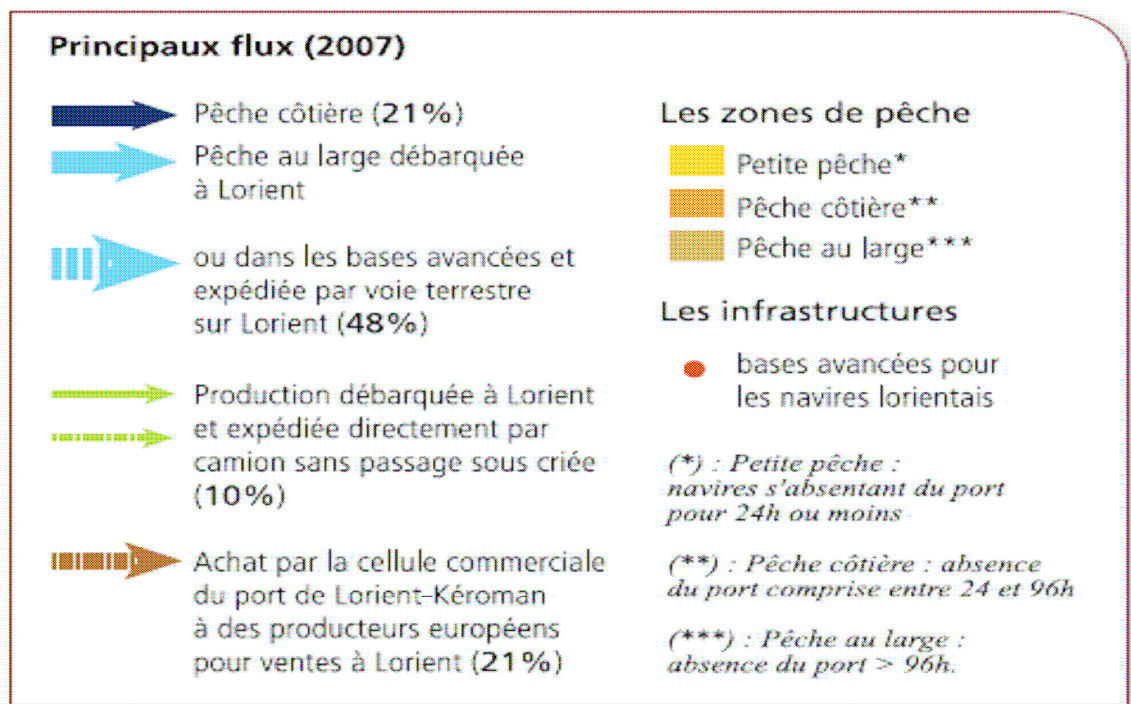 Principaux flux (2007)
Pêche côtière (21%)
Pêche au large débarquée
à Lorient
ou dans les bases avancées et
expédiée par voie terrestre
sur Lorient (48%)
Production débarquée à Lorient
et expédiée directement par
camion sans passage sous criée
(10%)
Achat par la cellule commerciale
du port de Lorient-Kéroman
à des producteurs européens
pour ventes à Lorient (21%)
Les zones de pêche
Petite pêche*
Pêche côtière**
Pêche au large***
Les infrastructures
bases avancées pour
les navires lorientais
(*) : Petite pêche :
navires s'absentant du port
pour 24h ou moins
(**) : Pêche côtière : absence
du port comprise entre 24 et 96h
(***) : Pêche au large :
absence du port > 96h.